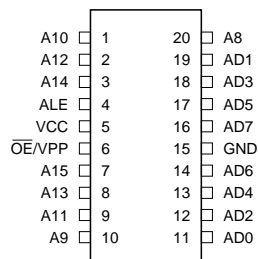 A10 1 20 A8
A12 2 19 AD1
A14 3 18 AD3
ALE 4 17 AD5
VCC 5 16 AD7
O̅E̅/VPP 6 15 GND
A15 7 14 AD6
A13 8 13 AD4
A11 9 12 AD2
A9 10 11 AD0